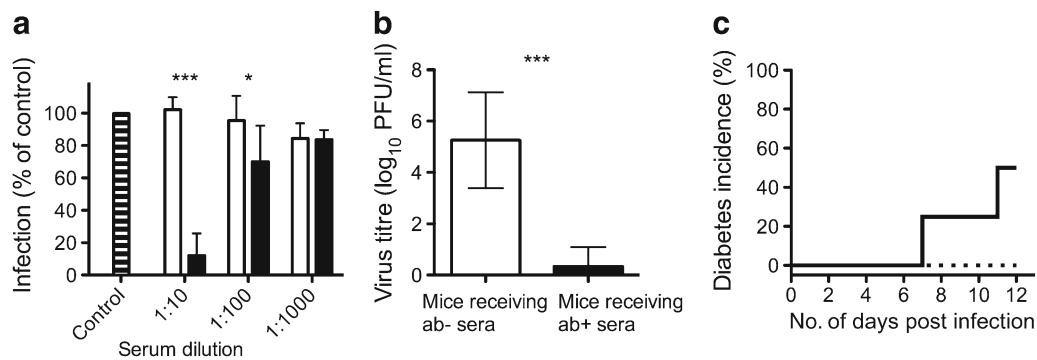 a
Infection (% of control)
100
80
60
40
20
0
***
*
Control
1:10
1:100
1:1000
Serum dilution
b
Virus titre (log10 PFU/ml)
8
6
4
2
0
***
Mice receiving
ab- sera
Mice receiving
ab+ sera
c
Diabetes incidence (%)
100
80
60
40
20
0
0 2 4 6 8 10 12
No. of days post infection